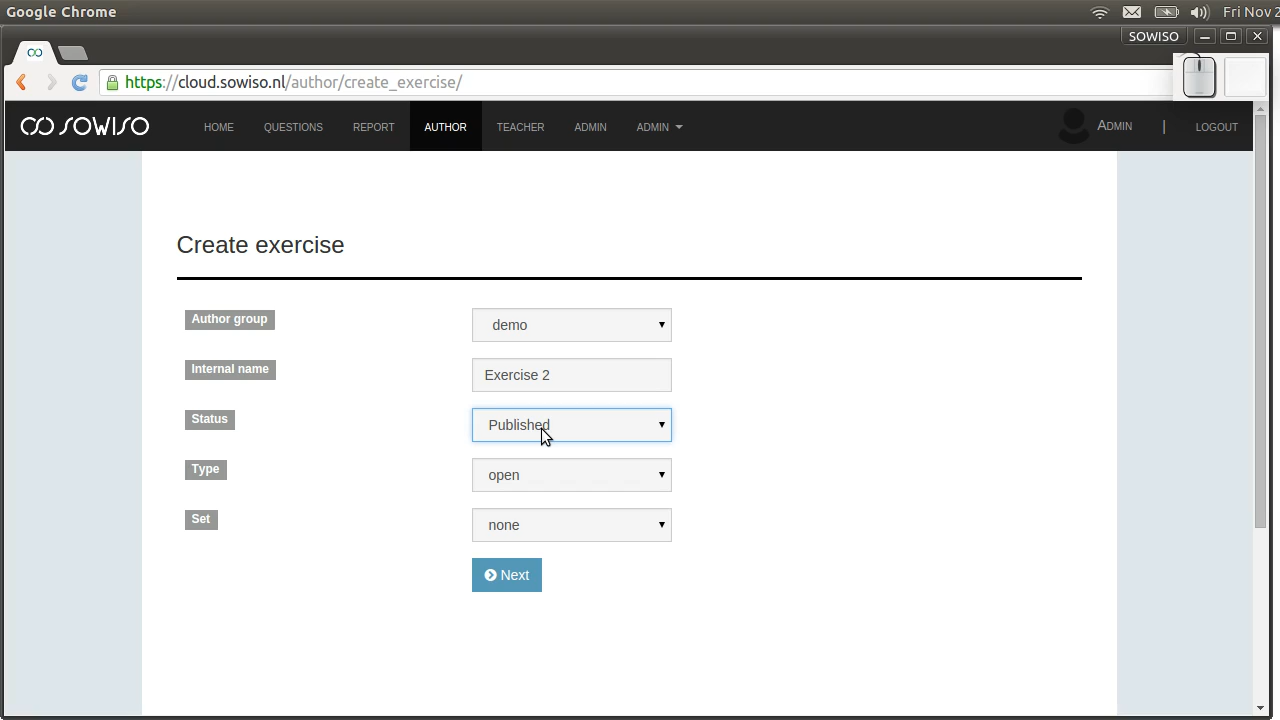 Google Chrome
Fri Nov 2
SOWISO
https://cloud.sowiso.nl/author/create_exercise/
SOWISO HOME QUESTIONS REPORT AUTHOR TEACHER ADMIN ADMIN ADMIN | LOGOUT
Create exercise
Author group demo
Internal name Exercise 2
Status Published
Type open
Set none
Next